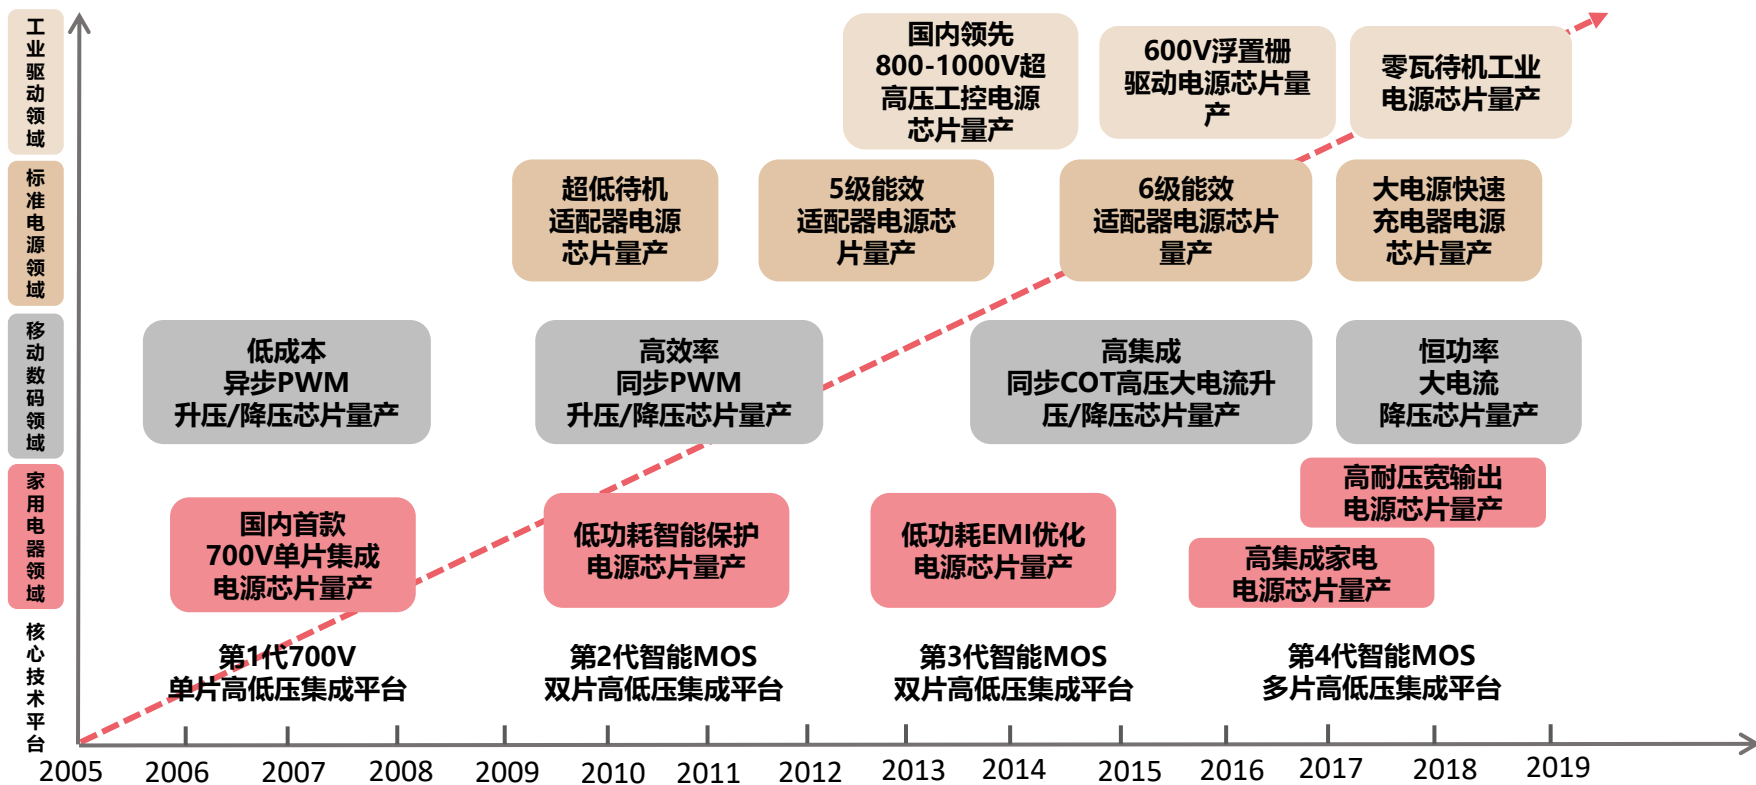 工业驱动领域
国内领先
800-1000V超
高压工控电源
芯片量产
600V浮置栅
驱动电源芯片量
产
零瓦待机工业
电源芯片量产
标准电源领域
超低待机
适配器电源
芯片量产
5级能效
适配器电源芯
片量产
6级能效
适配器电源芯片
量产
大电源快速
充电器电源
芯片量产
移动数码领域
低成本
异步PWM
升压/降压芯片量产
高效率
同步PWM
升压/降压芯片量产
高集成
同步COT高压大电流升
压/降压芯片量产
恒功率
大电流
降压芯片量产
家用电器领域
国内首款
700V单片集成
电源芯片量产
低功耗智能保护
电源芯片量产
低功耗EMI优化
电源芯片量产
高耐压宽输出
电源芯片量产
高集成家电
电源芯片量产
核心技术平台
第1代700V
单片高低压集成平台
第2代智能MOS
双片高低压集成平台
第3代智能MOS
双片高低压集成平台
第4代智能MOS
多片高低压集成平台
2005 2006 2007 2008 2009 2010 2011 2012 2013 2014 2015 2016 2017 2018 2019